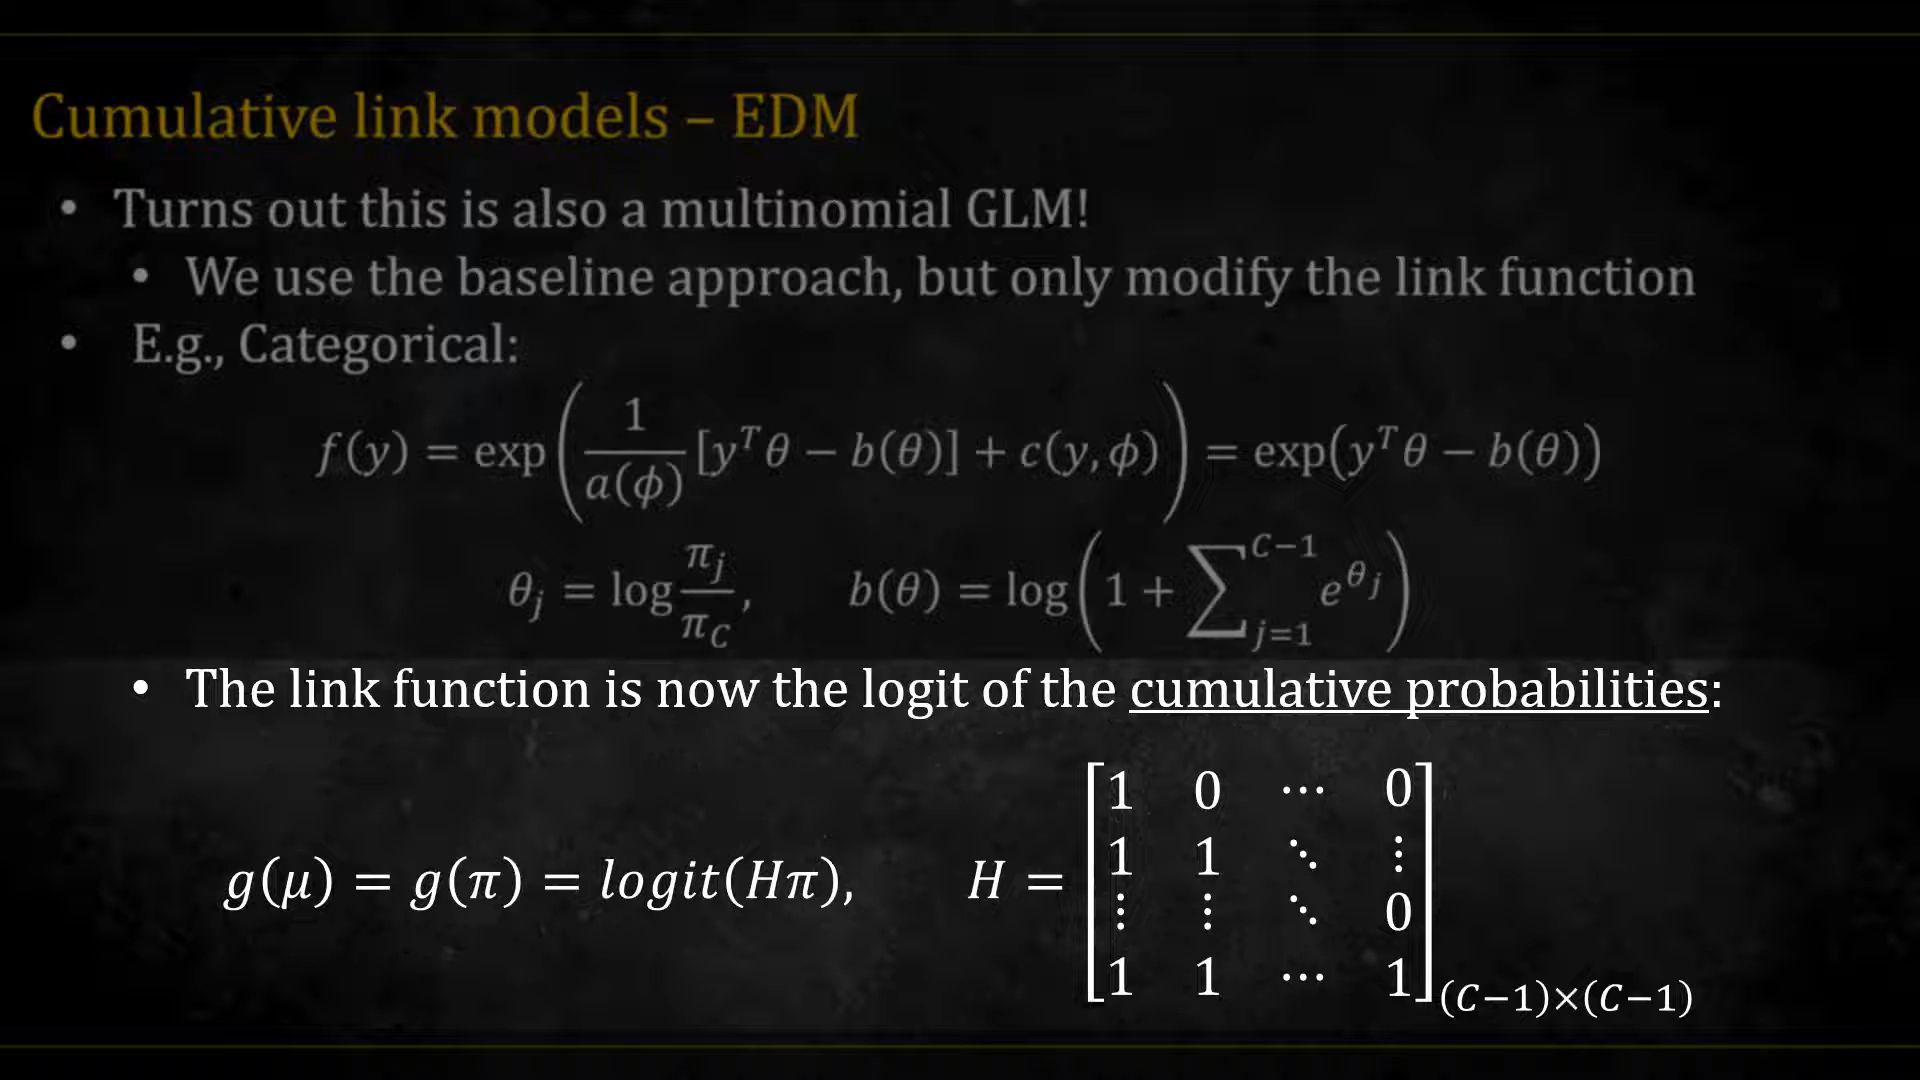 Cumulative link models – EDM
• Turns out this is also a multinomial GLM!
• We use the baseline approach, but only modify the link function
• E.g., Categorical:
f(y) = exp(1/a(ϕ) [y^T θ − b(θ)] + c(y, ϕ)) = exp(y^T θ − b(θ))
θ_j = log π_j/π_C, b(θ) = log(1 + ∑_{j=1}^{C−1} e^{θ_j})
• The link function is now the logit of the cumulative probabilities:
g(μ) = g(π) = logit(Hπ), H = [1 0 ⋯ 0
1 1 ⋱ ⋮
⋮ ⋮ ⋱ 0
1 1 ⋯ 1]_{(C−1)×(C−1)}